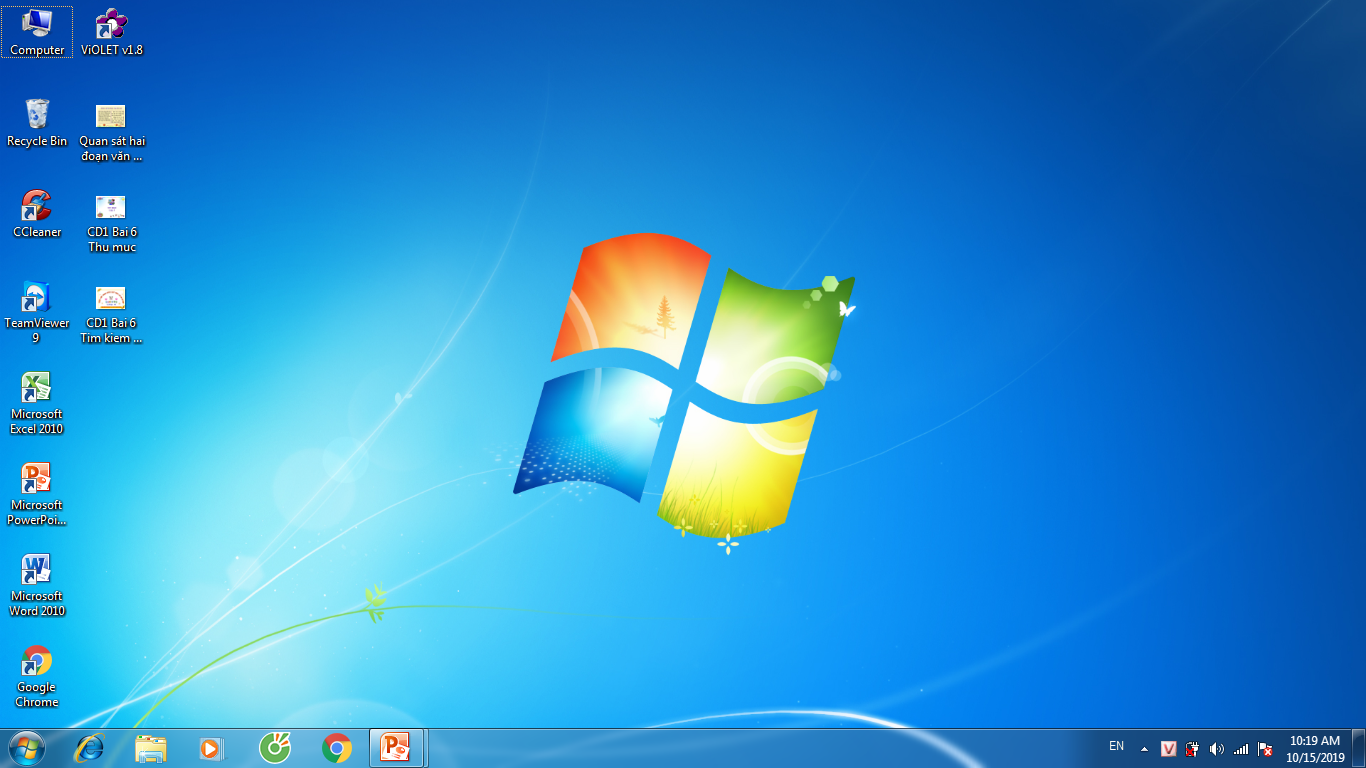 Computer
ViOLET v1.8
Recycle Bin
Quan sát hai
đoạn văn ...
CCleaner
CD1 Bai 6
Thu muc
TeamViewer
9
CD1 Bai 6
Tim kiem ...
Microsoft
Excel 2010
Microsoft
PowerPoi...
Microsoft
Word 2010
Google
Chrome
EN
V
10:19 AM
10/15/2019